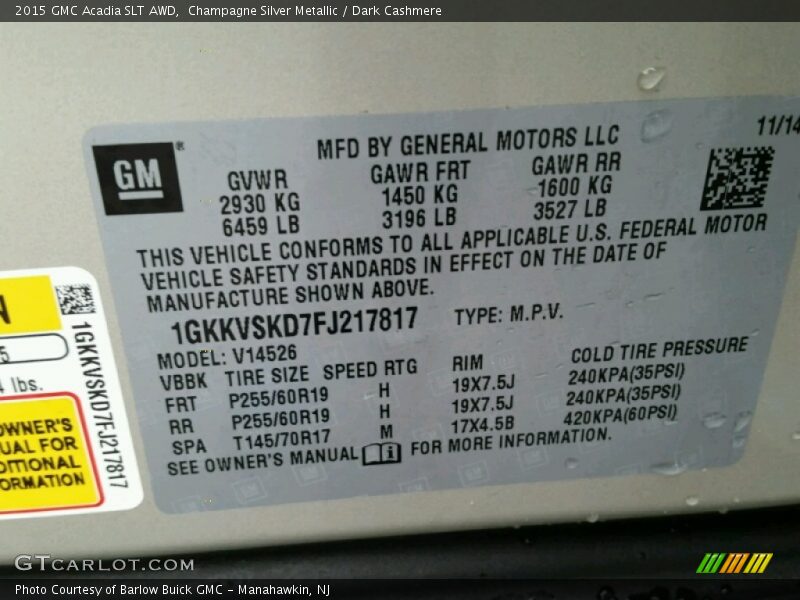 2015 GMC Acadia SLT AWD,  Champagne Silver Metallic / Dark Cashmere
11/14
GM ®
MFD BY GENERAL MOTORS LLC
GVWR GAWR FRT GAWR RR
2930 KG 1450 KG 1600 KG
6459 LB 3196 LB 3527 LB
THIS VEHICLE CONFORMS TO ALL APPLICABLE U.S. FEDERAL MOTOR
VEHICLE SAFETY STANDARDS IN EFFECT ON THE DATE OF
MANUFACTURE SHOWN ABOVE.
1GKKVSKD7FJ217817 TYPE: M.P.V.
MODEL: V14526
VBBK TIRE SIZE SPEED RTG RIM COLD TIRE PRESSURE
FRT P255/60R19 H 19X7.5J 240KPA(35PSI)
RR P255/60R19 H 19X7.5J 240KPA(35PSI)
SPA T145/70R17 M 17X4.5B 420KPA(60PSI)
SEE OWNER'S MANUAL i FOR MORE INFORMATION.
N
5
4 lbs.
OWNER'S
UAL FOR
DITIONAL
ORMATION
1GKKVSKD7FJ217817
GTCARLOT.COM
Photo Courtesy of Barlow Buick GMC - Manahawkin, NJ